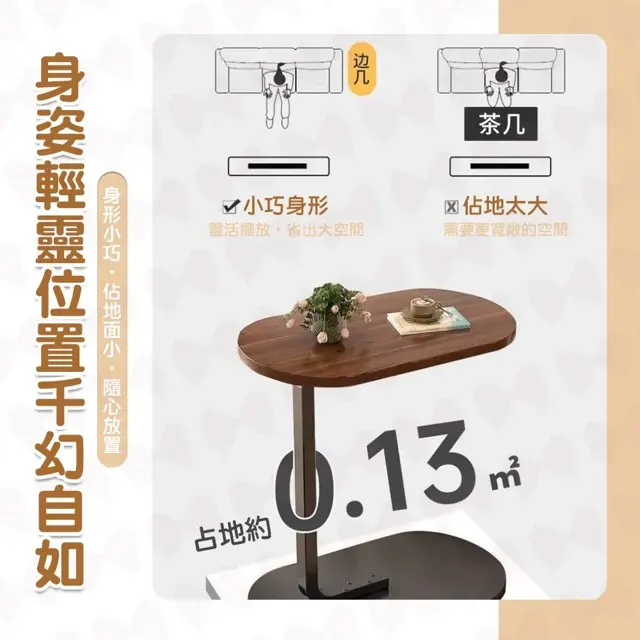 身姿輕靈位置千幻自如
身形小巧·佔地面小·隨心放置
边几
茶几
小巧身形
靈活擺放，省出大空間
佔地太大
需要更寬敞的空間
占地約0.13㎡